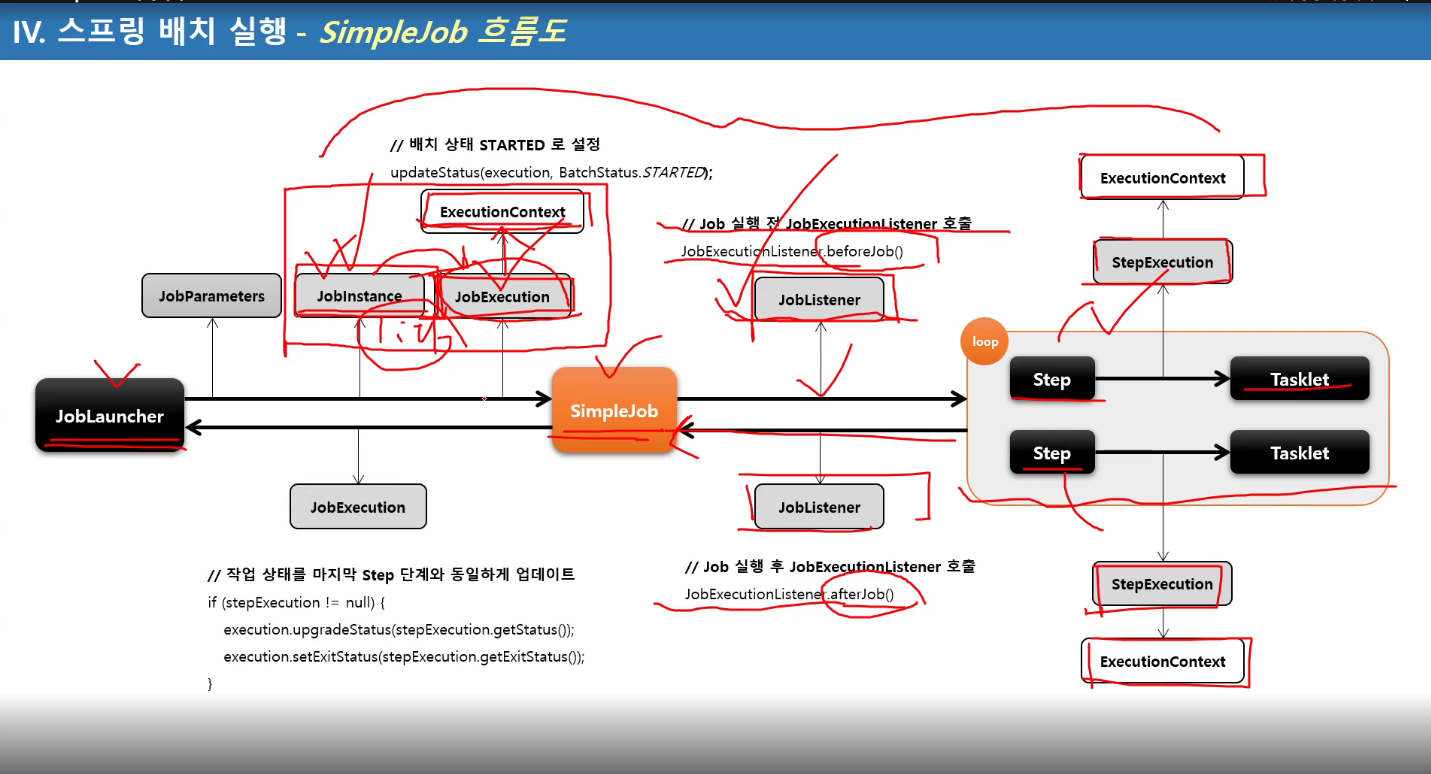 IV. 스프링 배치 실행 - SimpleJob 흐름도
// 배치 상태 STARTED 로 설정
updateStatus(execution, BatchStatus.STARTED);
ExecutionContext
JobParameters
JobInstance
JobExecution
// Job 실행 전 JobExecutionListener 호출
JobExecutionListener.beforeJob()
JobListener
ExecutionContext
StepExecution
loop
JobLauncher
SimpleJob
Step
Tasklet
Step
Tasklet
JobExecution
JobListener
// 작업 상태를 마지막 Step 단계와 동일하게 업데이트
if (stepExecution != null) {
execution.upgradeStatus(stepExecution.getStatus());
execution.setExitStatus(stepExecution.getExitStatus());
}
// Job 실행 후 JobExecutionListener 호출
JobExecutionListener.afterJob()
StepExecution
ExecutionContext